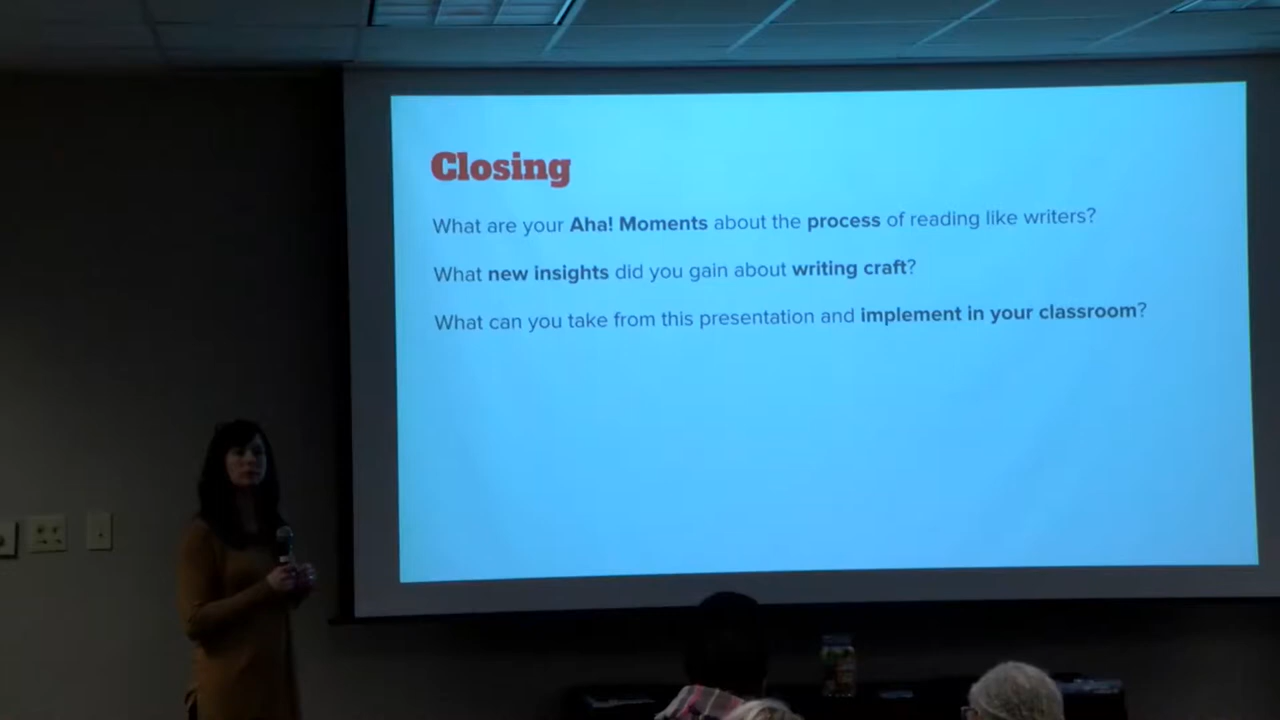 Closing
What are your Aha! Moments about the process of reading like writers?
What new insights did you gain about writing craft?
What can you take from this presentation and implement in your classroom?